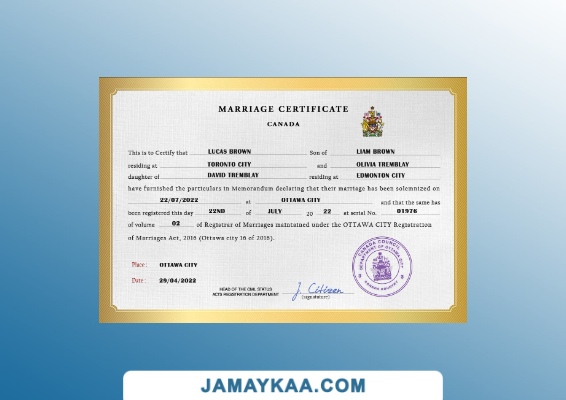 MARRIAGE CERTIFICATE
CANADA
This is to Certify that LUCAS BROWN Son of LIAM BROWN
residing at TORONTO CITY and OLIVIA TREMBLAY
daughter of DAVID TREMBLAY residing at EDMONTON CITY
have furnished the particulars in Memorandum declaring that their marriage has been solemnized on
22/07/2022 at OTTAWA CITY and that the same has
been registered this day 22ND of JULY 20 22 at serial No. 01976
of volume 02 of Registrar of Marriages maintained under the OTTAWA CITY Registration
of Marriages Act, 2016 (Ottawa city 16 of 2016).
CANADA COUNCIL
Place: OTTAWA CITY
Date: 29/04/2022
HEAD OF THE CIVIL STATUS
ACTS REGISTRATION DEPARTMENT J. Citizen
(signature)
JAMAYKAA.COM